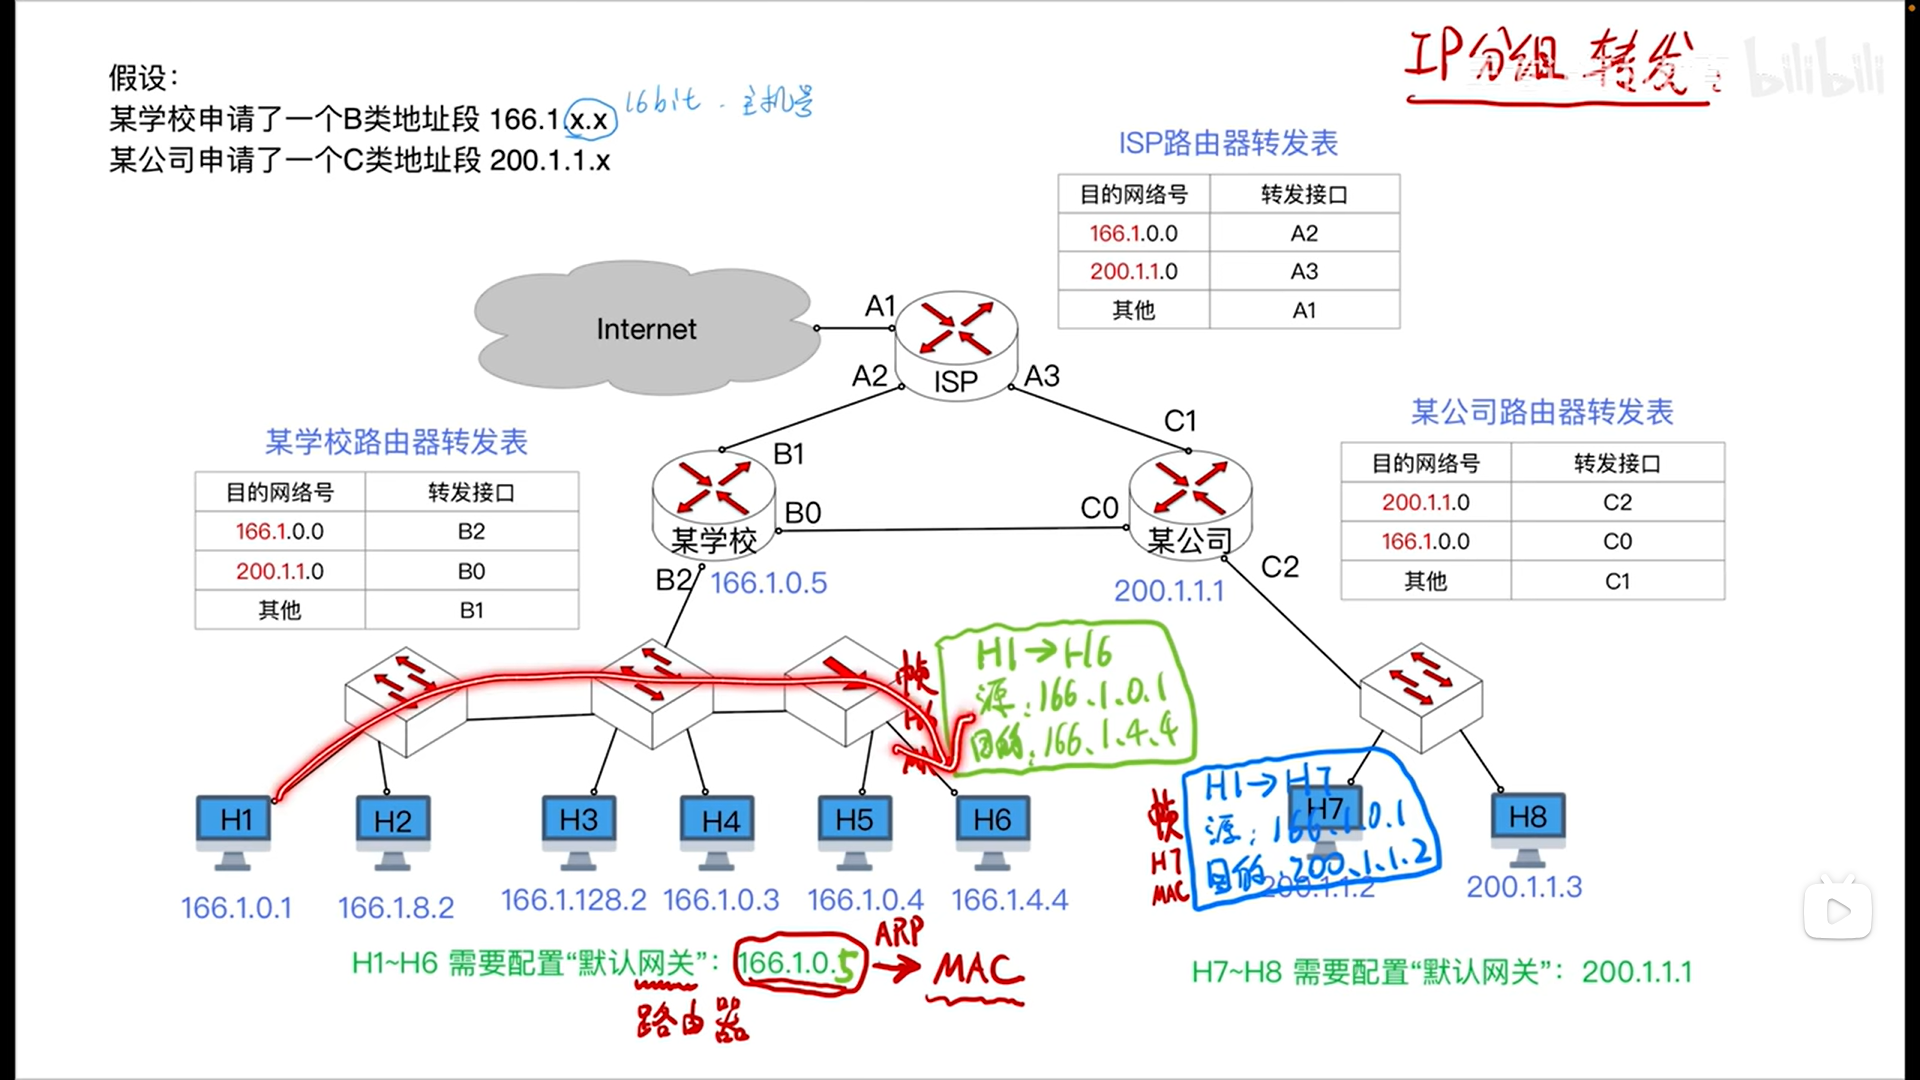 IP分组 转发
bilibili
假设：
某学校申请了一个B类地址段 166.1.x.x
16bit . 主机号
某公司申请了一个C类地址段 200.1.1.x
ISP路由器转发表
目的网络号 转发接口
166.1.0.0 A2
200.1.1.0 A3
其他 A1
Internet
A1
A2
ISP
A3
某学校路由器转发表
目的网络号 转发接口
166.1.0.0 B2
200.1.1.0 B0
其他 B1
B1
B0
某学校
B2
166.1.0.5
C1
C0
某公司
C2
200.1.1.1
某公司路由器转发表
目的网络号 转发接口
200.1.1.0 C2
166.1.0.0 C0
其他 C1
帧
H6
H1→H6
源：166.1.0.1
目的：166.1.4.4
帧
H7
MAC
H1→H7
源：166.1.0.1
目的：200.1.1.2
H1
H2
H3
H4
H5
H6
H7
H8
166.1.0.1
166.1.8.2
166.1.128.2
166.1.0.3
166.1.0.4
166.1.4.4
200.1.1.2
200.1.1.3
H1~H6 需要配置“默认网关”：166.1.0.5
ARP
MAC
路由器
H7~H8 需要配置“默认网关”：200.1.1.1